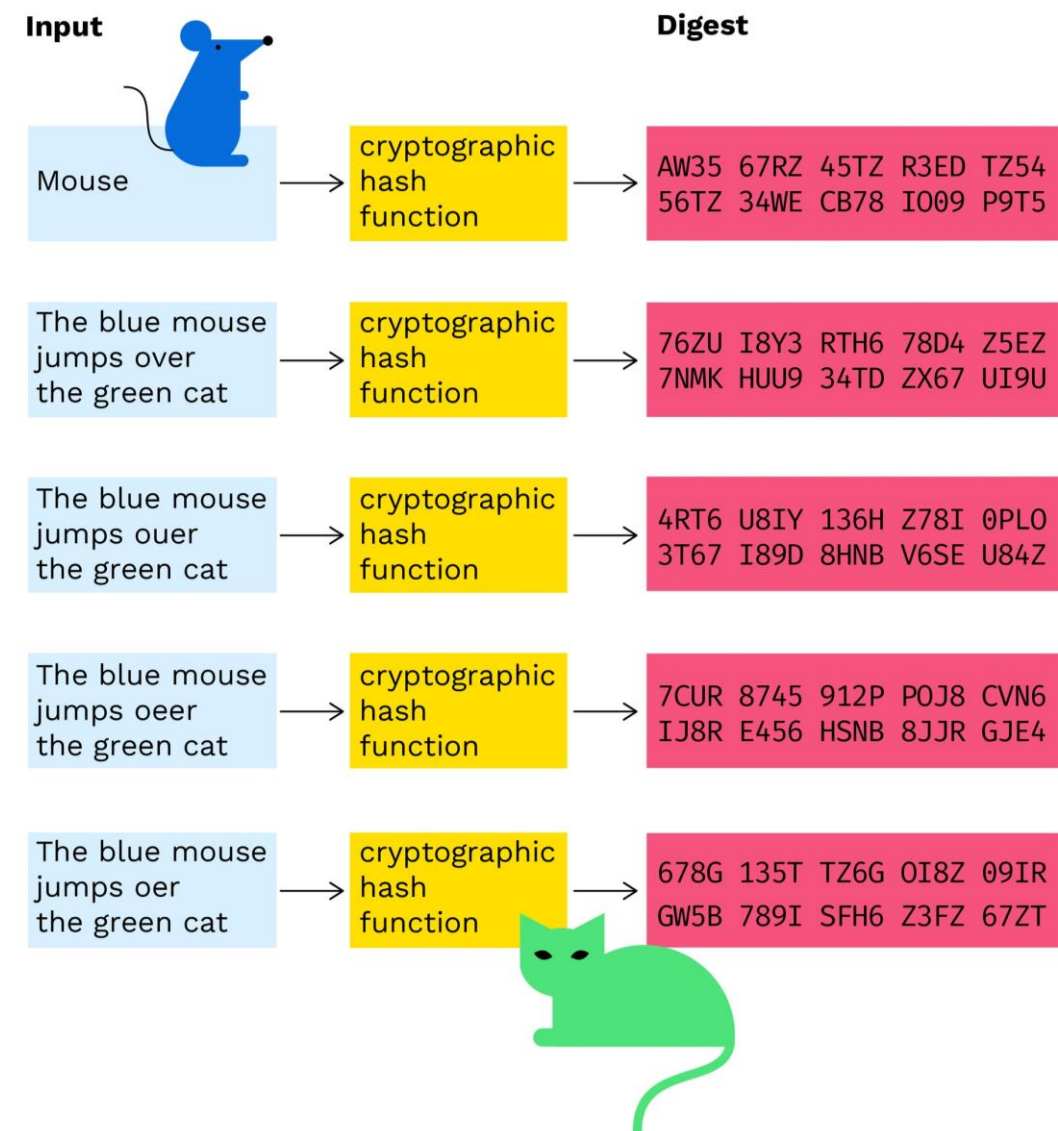 Input
Digest
Mouse
cryptographic
hash
function
AW35 67RZ 45TZ R3ED TZ54
56TZ 34WE CB78 IO09 P9T5
The blue mouse
jumps over
the green cat
cryptographic
hash
function
76ZU I8Y3 RTH6 78D4 Z5EZ
7NMK HUU9 34TD ZX67 UI9U
The blue mouse
jumps ouer
the green cat
cryptographic
hash
function
4RT6 U8IY 136H Z78I 0PLO
3T67 I89D 8HNB V6SE U84Z
The blue mouse
jumps oeer
the green cat
cryptographic
hash
function
7CUR 8745 912P POJ8 CVN6
IJ8R E456 HSNB 8JJR GJE4
The blue mouse
jumps oer
the green cat
cryptographic
hash
function
678G 135T TZ6G OI8Z 09IR
GW5B 789I SFH6 Z3FZ 67ZT